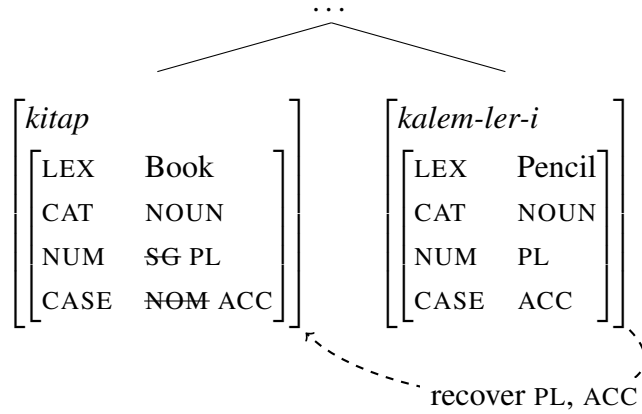 ...
kitap
LEX Book
CAT NOUN
NUM SG PL
CASE NOM ACC
kalem-ler-i
LEX Pencil
CAT NOUN
NUM PL
CASE ACC
recover PL, ACC